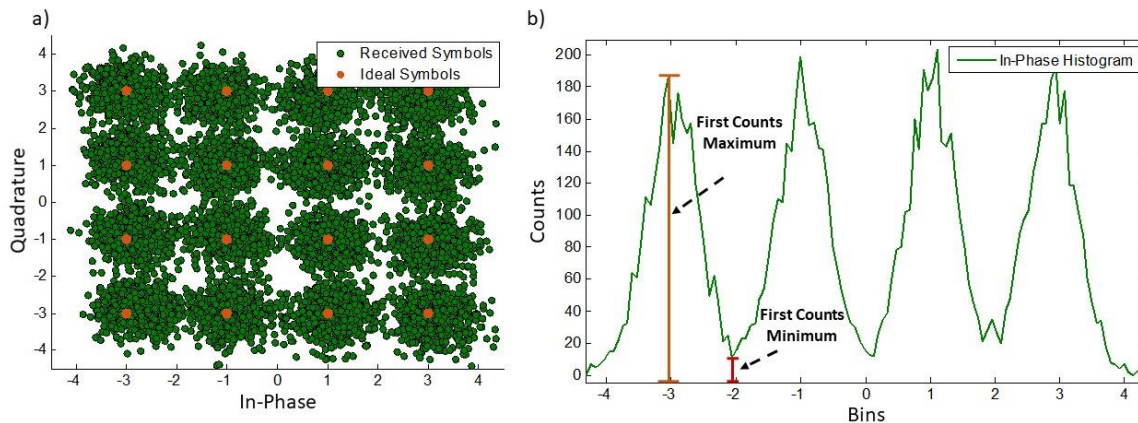 a)
Received Symbols
Ideal Symbols
4
3
2
1
0
-1
-2
-3
-4
Quadrature
-4 -3 -2 -1 0 1 2 3 4
In-Phase
b)
In-Phase Histogram
200
180
160
140
120
100
80
60
40
20
0
Counts
First Counts
Maximum
First Counts
Minimum
-4 -3 -2 -1 0 1 2 3 4
Bins